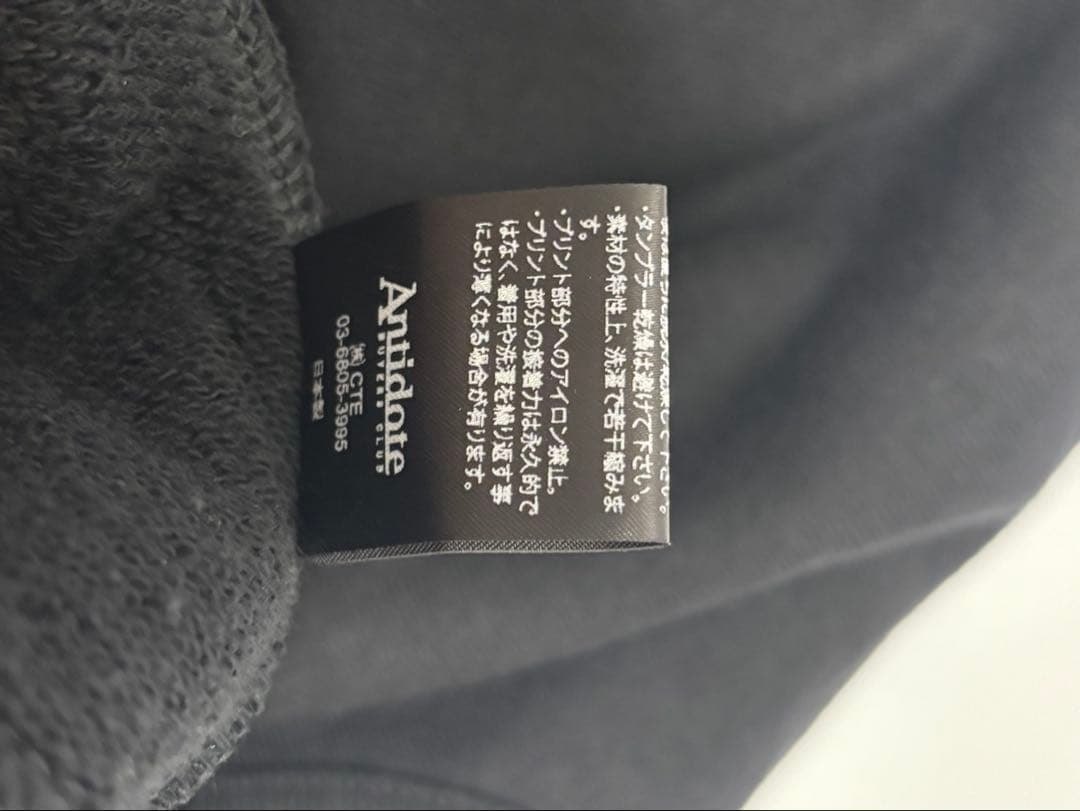 ・タンブラー乾燥は避けて下さい。
・素材の特性上、洗濯で若干縮みま
す。
・プリント部分へのアイロン禁止。
・プリント部分の接着力は永久的で
はなく、着用や洗濯を繰り返す事
により薄くなる場合が有ります。
Antidote
BUYERS CLUB
㈱ CTE
03-6805-3995
日本製